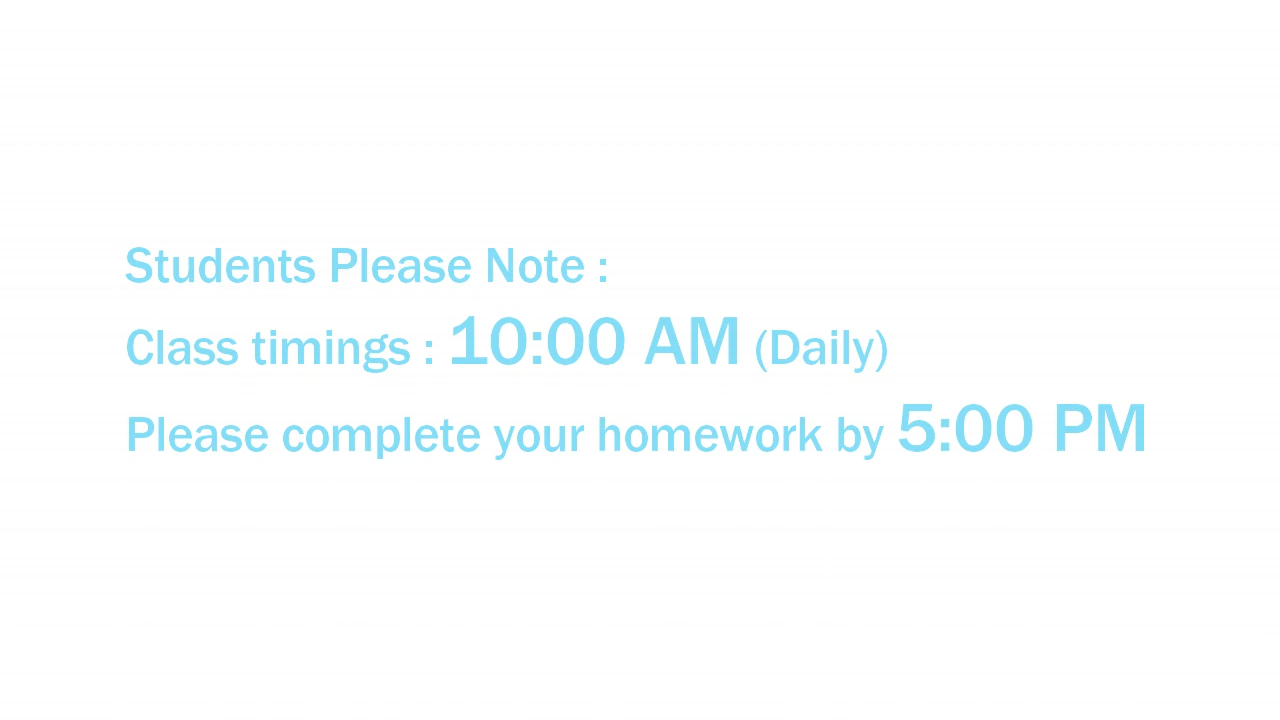 Students Please Note :
Class timings : 10:00 AM (Daily)
Please complete your homework by 5:00 PM